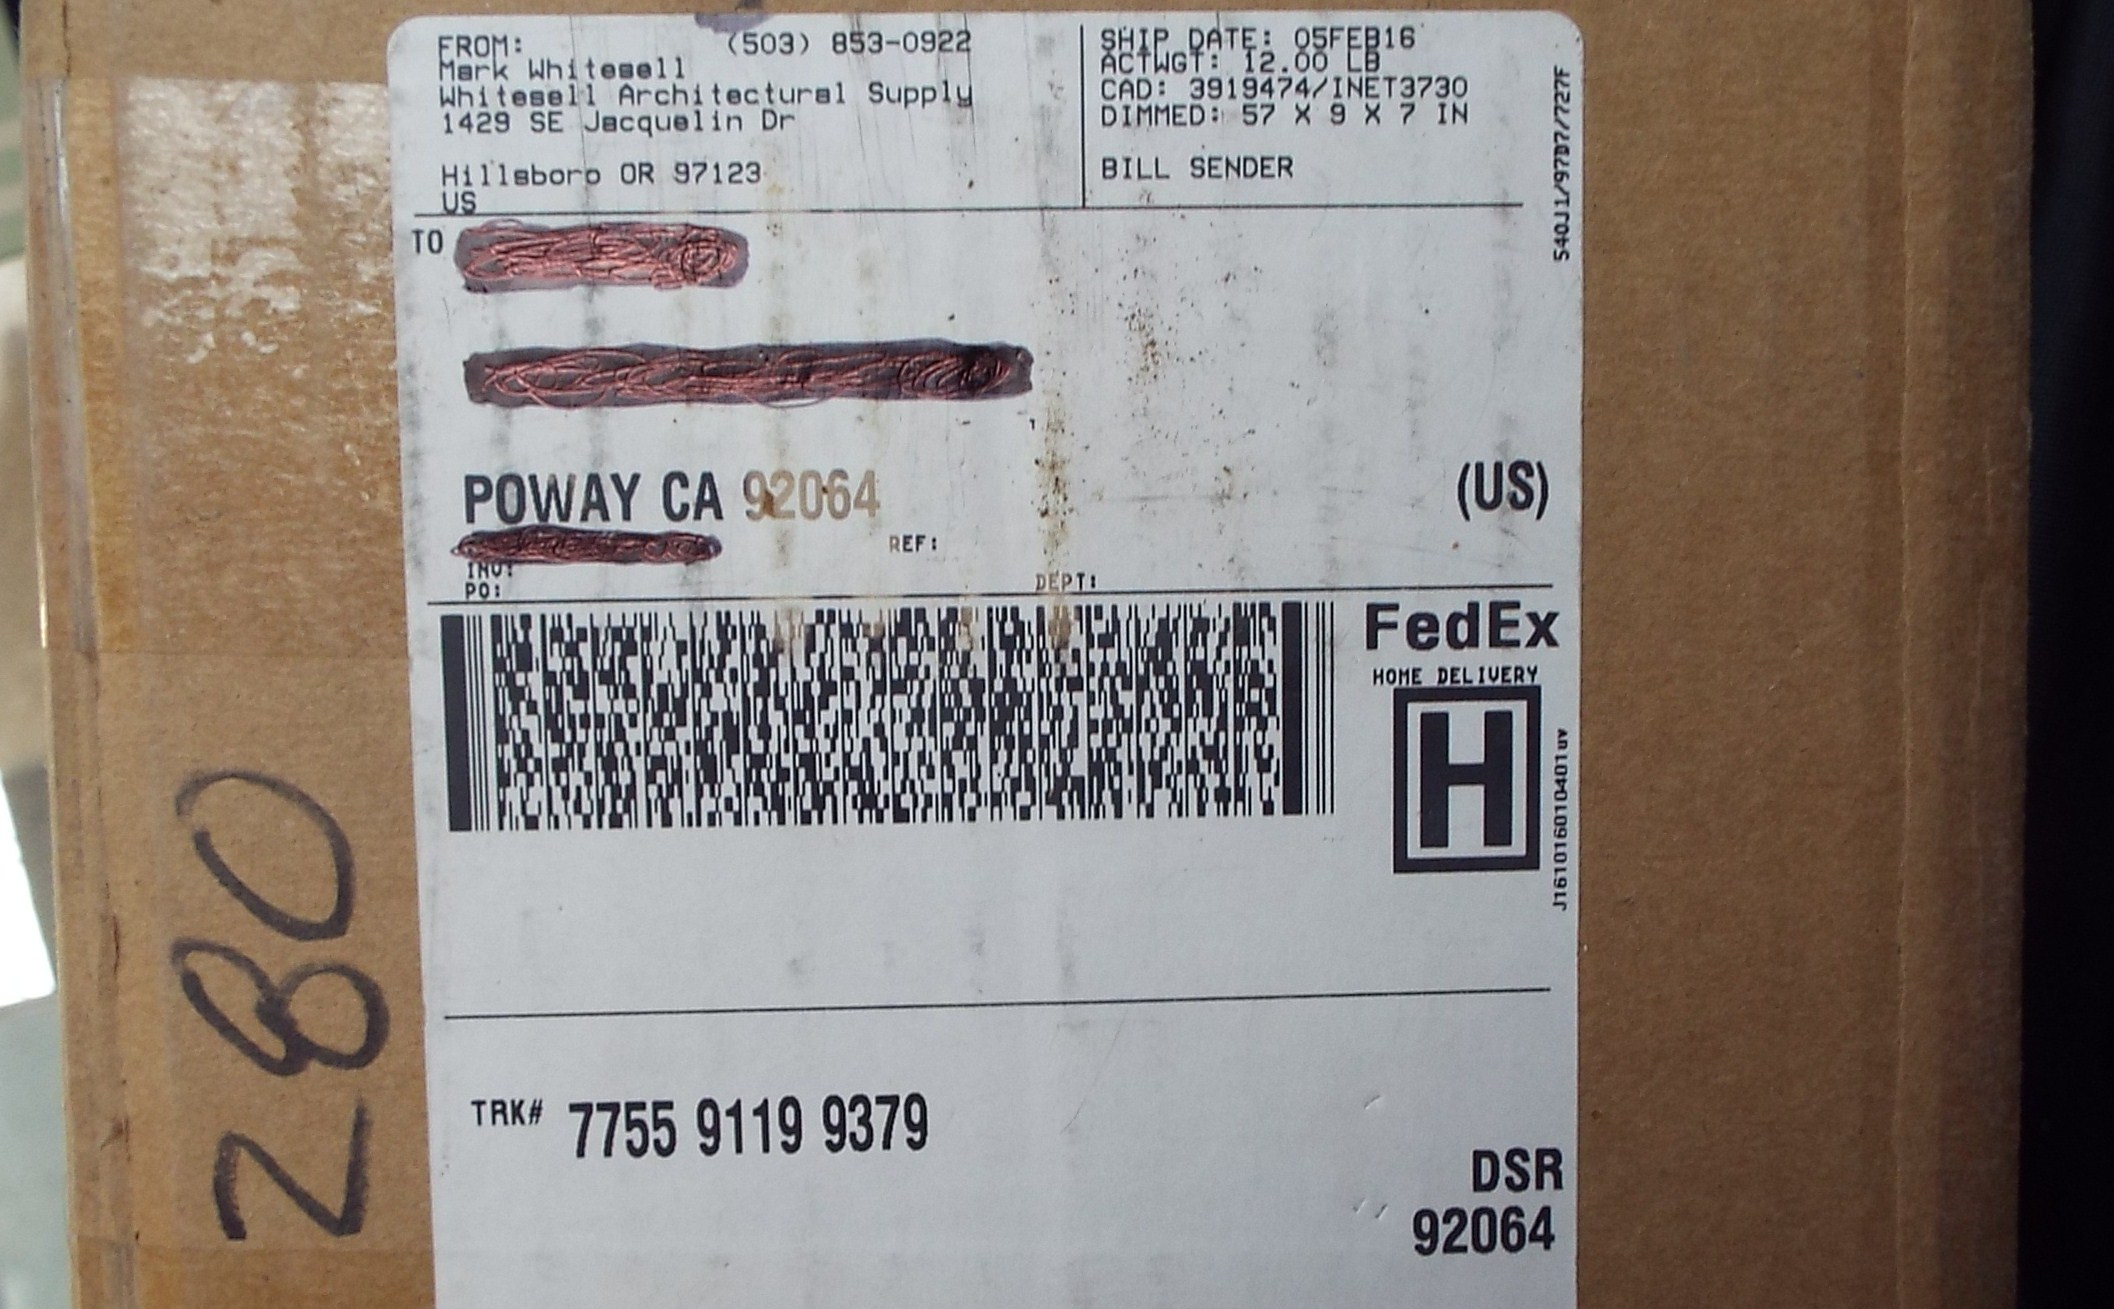 FROM: (503) 853-0922
Mark Whitesell
Whitesell Architectural Supply
1429 SE Jacquelin Dr
Hillsboro OR 97123
US
SHIP DATE: 05FEB16
ACTWGT: 12.00 LB
CAD: 3919474/INET3730
DIMMED: 57 X 9 X 7 IN
BILL SENDER
540J1/97D7/727F
TO
POWAY CA 92064
(US)
REF:
INV:
PO:
DEPT:
FedEx
HOME DELIVERY
H
J161016010401uv
TRK# 7755 9119 9379
DSR
92064
280